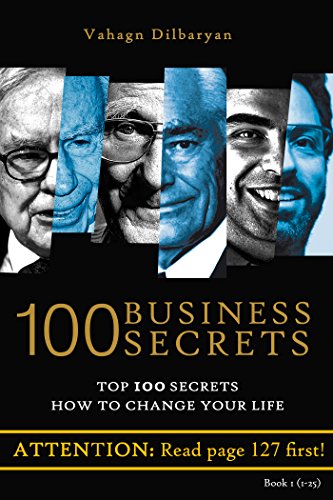 Vahagn Dilbaryan
100 BUSINESS
SECRETS
TOP 100 SECRETS
HOW TO CHANGE YOUR LIFE
ATTENTION: Read page 127 first!
Book 1 (1-25)